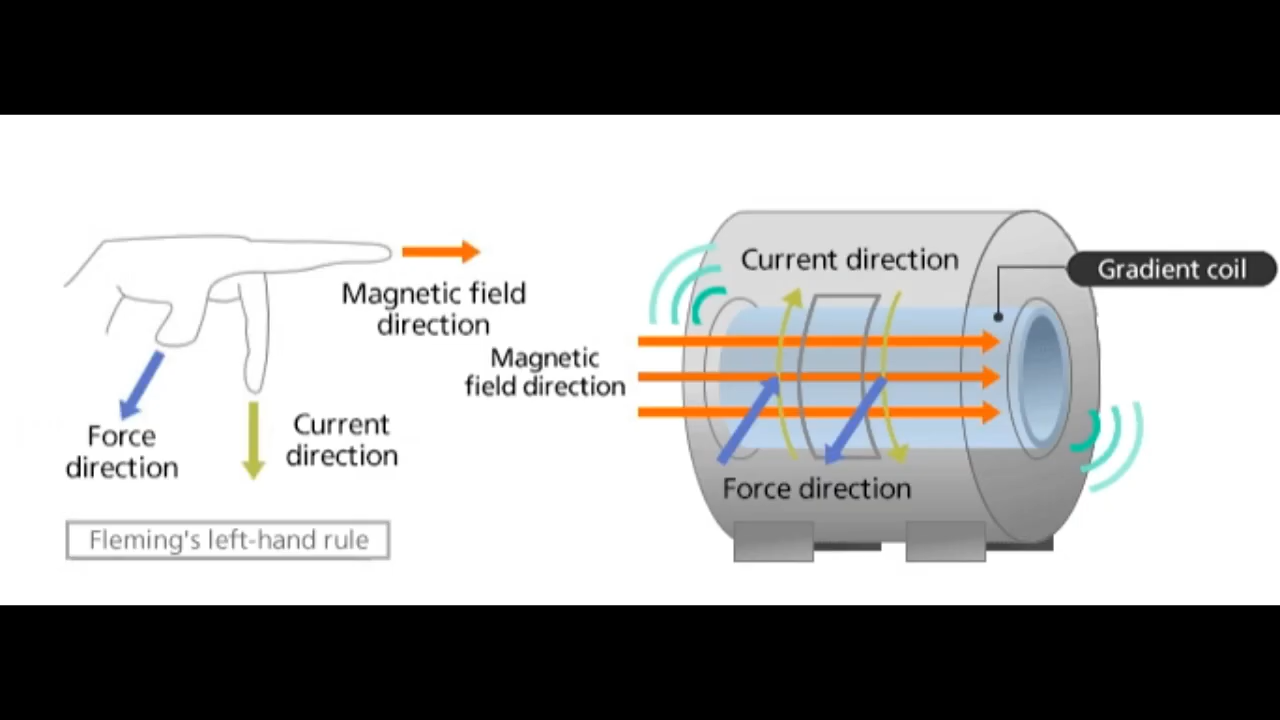 Magnetic field
direction
Force
direction
Current
direction
Fleming's left-hand rule
Current direction
Gradient coil
Magnetic
field direction
Force direction